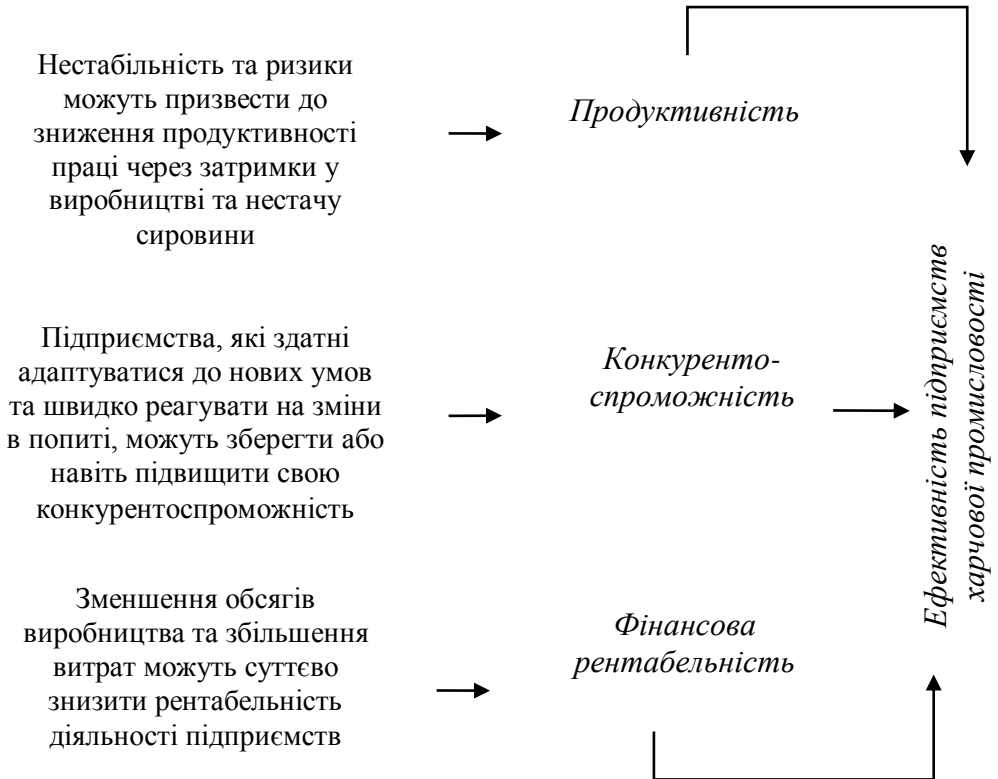 Нестабільність та ризики
можуть призвести до
зниження продуктивності
праці через затримки у
виробництві та нестачу
сировини
Продуктивність
Підприємства, які здатні
адаптуватися до нових умов
та швидко реагувати на зміни
в попиті, можуть зберегти або
навіть підвищити свою
конкурентоспроможність
Конкуренто-
спроможність
Зменшення обсягів
виробництва та збільшення
витрат можуть суттєво
знизити рентабельність
діяльності підприємств
Фінансова
рентабельність
Ефективність підприємств
харчової промисловості